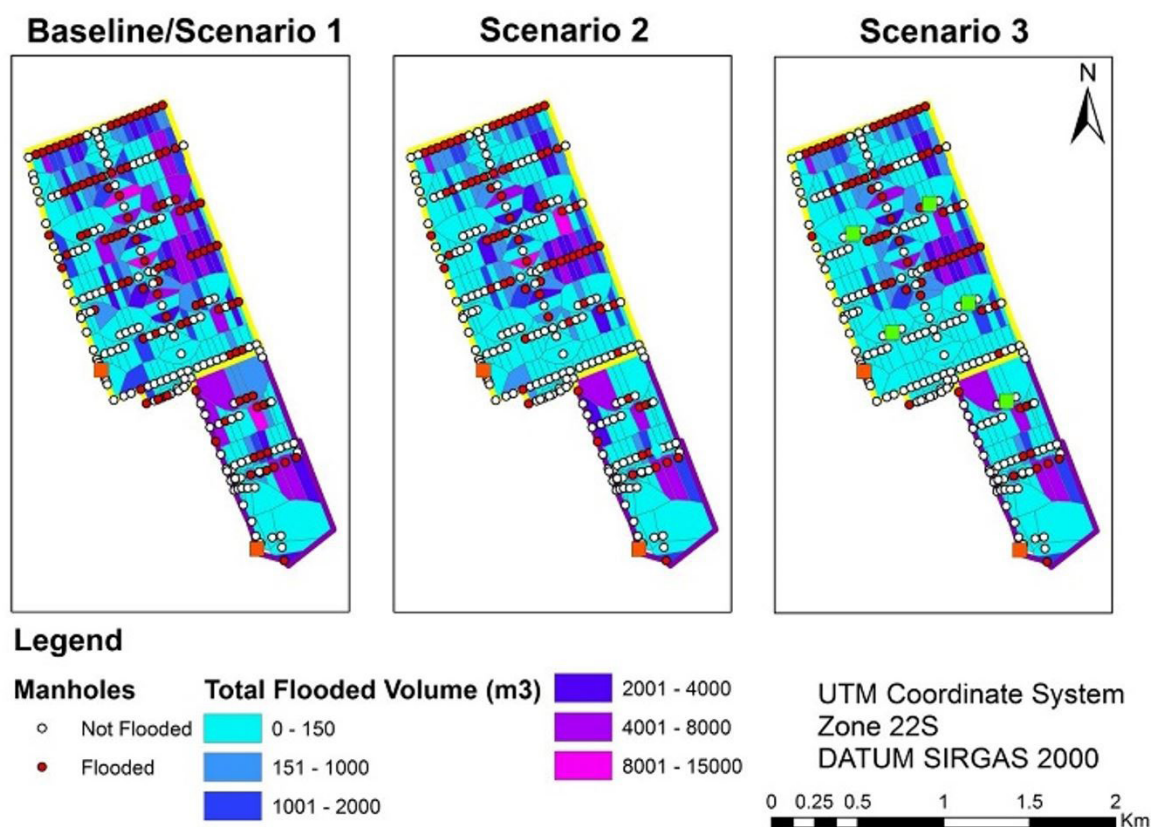 Baseline/Scenario 1
Scenario 2
Scenario 3
N
Legend
Manholes
Not Flooded
Flooded
Total Flooded Volume (m3)
0 - 150
151 - 1000
1001 - 2000
2001 - 4000
4001 - 8000
8001 - 15000
UTM Coordinate System
Zone 22S
DATUM SIRGAS 2000
0 0.25 0.5 1 1.5 2
Km